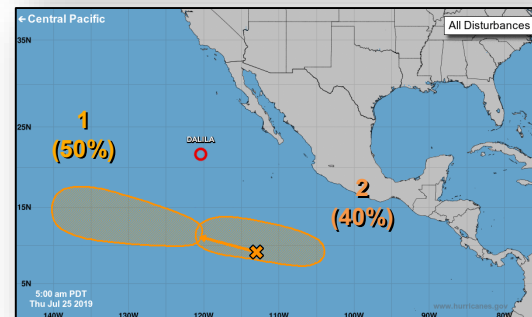 Central Pacific
All Disturbances
35N
25N
1
(50%)
DALILA
2
(40%)
15N
5N
5:00 am PDT
Thu Jul 25 2019
www.hurricanes.gov
140W
130W
120W
110W
100W
90W
80W